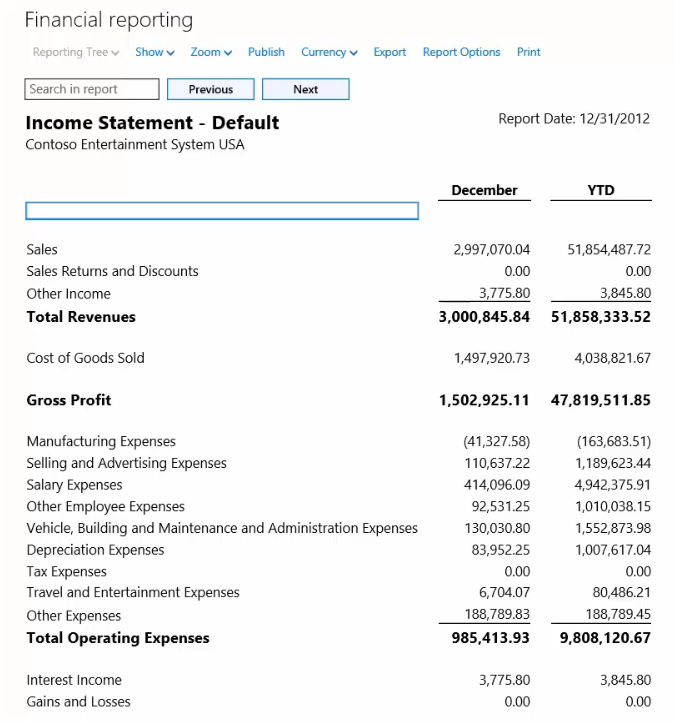 Financial reporting
Reporting Tree Show Zoom Publish Currency Export Report Options Print
Search in report Previous Next
Income Statement - Default Report Date: 12/31/2012
Contoso Entertainment System USA
December YTD
Sales 2,997,070.04 51,854,487.72
Sales Returns and Discounts 0.00 0.00
Other Income 3,775.80 3,845.80
Total Revenues 3,000,845.84 51,858,333.52
Cost of Goods Sold 1,497,920.73 4,038,821.67
Gross Profit 1,502,925.11 47,819,511.85
Manufacturing Expenses (41,327.58) (163,683.51)
Selling and Advertising Expenses 110,637.22 1,189,623.44
Salary Expenses 414,096.09 4,942,375.91
Other Employee Expenses 92,531.25 1,010,038.15
Vehicle, Building and Maintenance and Administration Expenses 130,030.80 1,552,873.98
Depreciation Expenses 83,952.25 1,007,617.04
Tax Expenses 0.00 0.00
Travel and Entertainment Expenses 6,704.07 80,486.21
Other Expenses 188,789.83 188,789.45
Total Operating Expenses 985,413.93 9,808,120.67
Interest Income 3,775.80 3,845.80
Gains and Losses 0.00 0.00